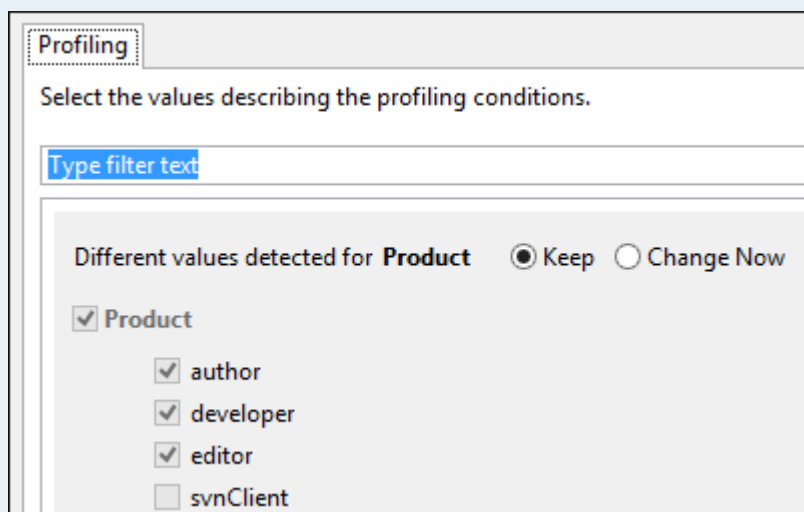 Profiling
Select the values describing the profiling conditions.
Type filter text
Different values detected for Product Keep Change Now
Product
author
developer
editor
svnClient